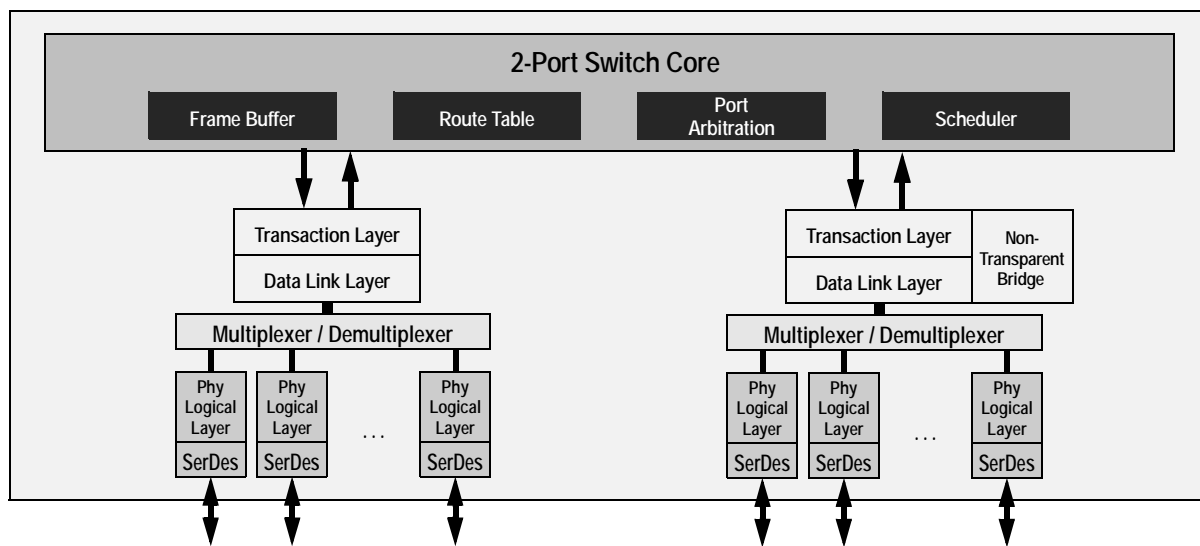 2-Port Switch Core
Frame Buffer
Route Table
Port
Arbitration
Scheduler
Transaction Layer
Data Link Layer
Transaction Layer
Data Link Layer
Non-
Transparent
Bridge
Multiplexer / Demultiplexer
Multiplexer / Demultiplexer
Phy
Logical
Layer
SerDes
Phy
Logical
Layer
SerDes
...
Phy
Logical
Layer
SerDes
Phy
Logical
Layer
SerDes
Phy
Logical
Layer
SerDes
...
Phy
Logical
Layer
SerDes